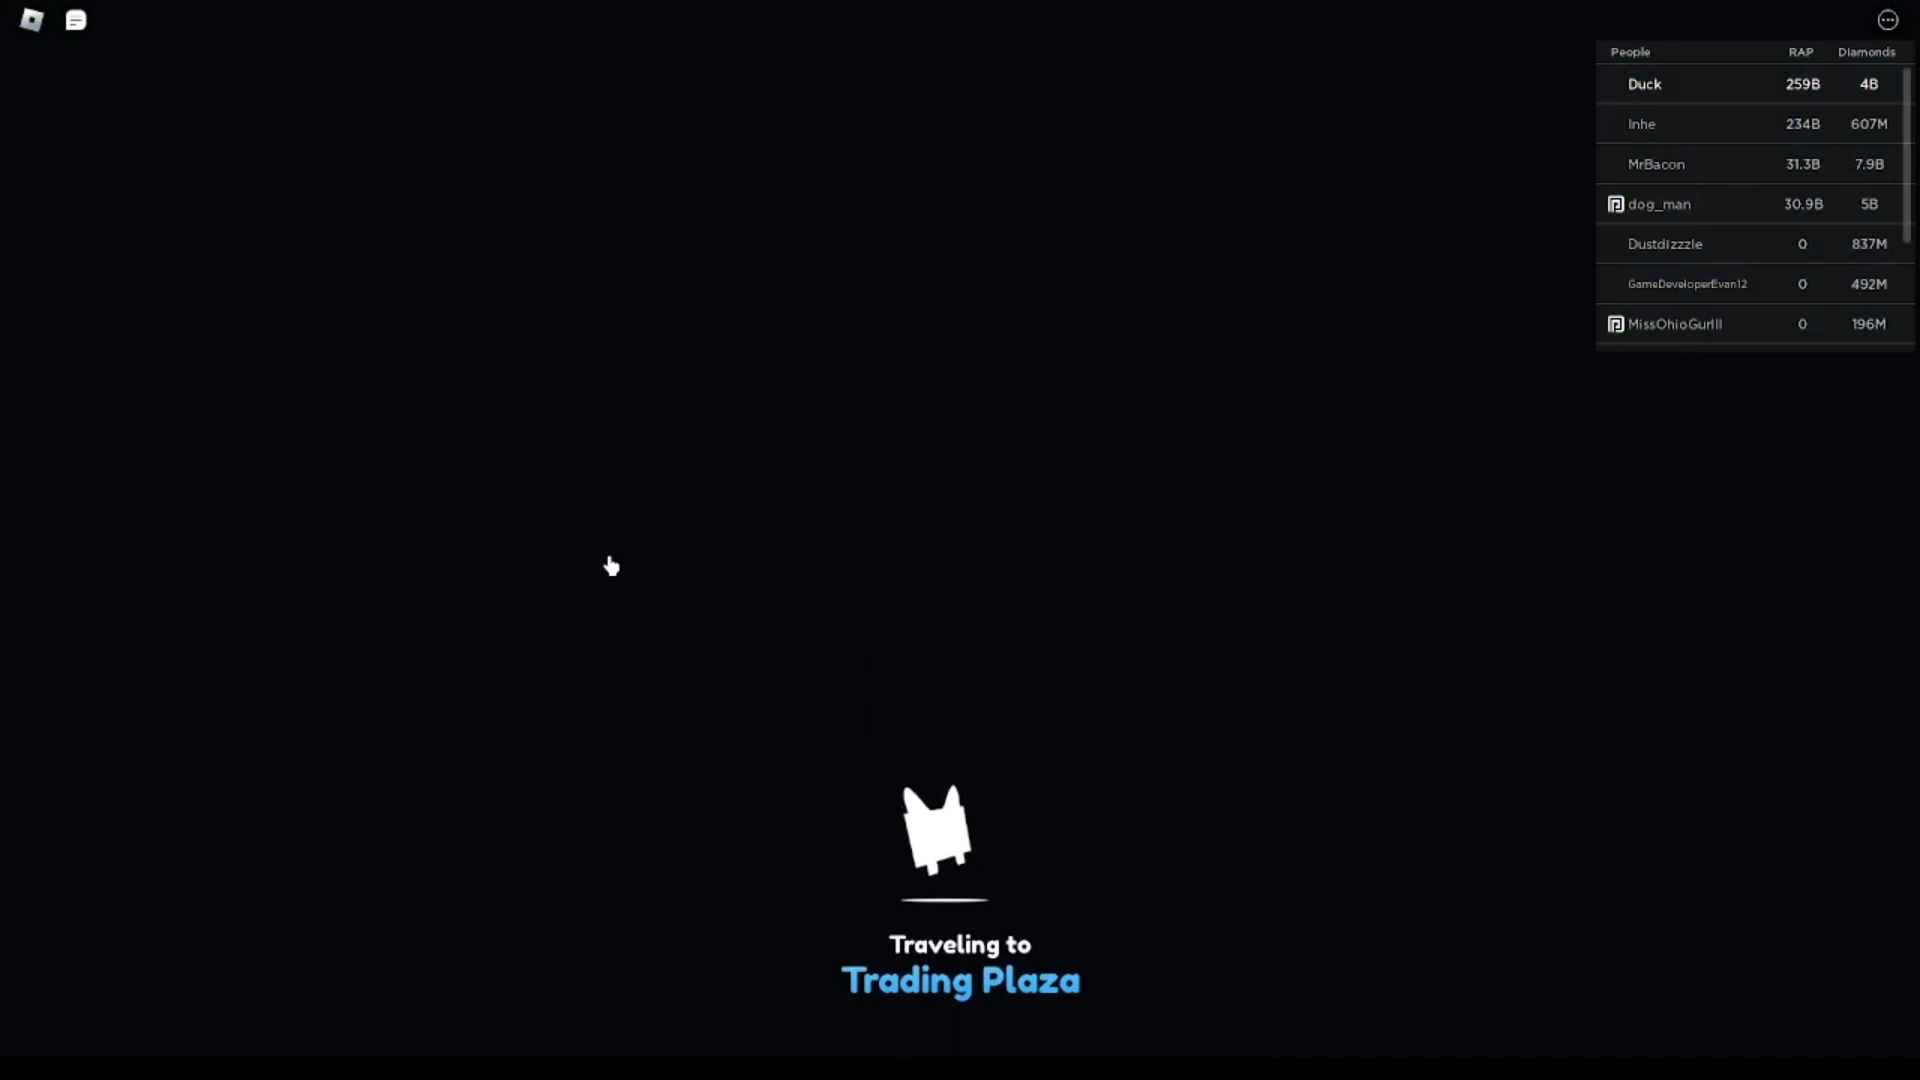 People RAP Diamonds
Duck 259B 4B
Inhe 234B 607M
MrBacon 31.3B 7.9B
dog_man 30.9B 5B
Dustdizzzle 0 837M
GameDeveloperEvan12 0 492M
MissOhioGurlll 0 196M
Traveling to
Trading Plaza